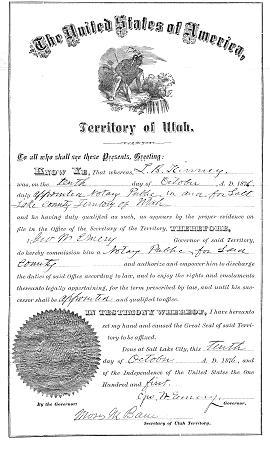 The United States of America,
Territory of Utah.
To all who shall see these Presents, Greeting:
KNOW YE, That whereas L. B. Kinney
was, on the tenth day of October A. D. 1876,
duly appointed Notary Public in and for Salt
Lake County Territory of Utah
and he having duly qualified as such, as appears by the proper evidence on
file in the Office of the Secretary of the Territory, THEREFORE,
I, Geo W. Emery Governor of said Territory,
do hereby commission him a Notary Public for said
County and authorize and empower him to discharge
the duties of said Office according to law, and to enjoy the rights and emoluments
thereunto legally appertaining, for the term prescribed by law, and until his suc-
cessor shall be appointed and qualified to office.
IN TESTIMONY WHEREOF, I have hereunto
set my hand and caused the Great Seal of said Terri-
tory to be affixed.
Done at Salt Lake City, this tenth
day of October A. D. 1876, and
of the Independence of the United States the One
Hundred and first.
Geo. W. Emery
Governor.
By the Governor:
Moses M. Bane
Secretary of Utah Territory.